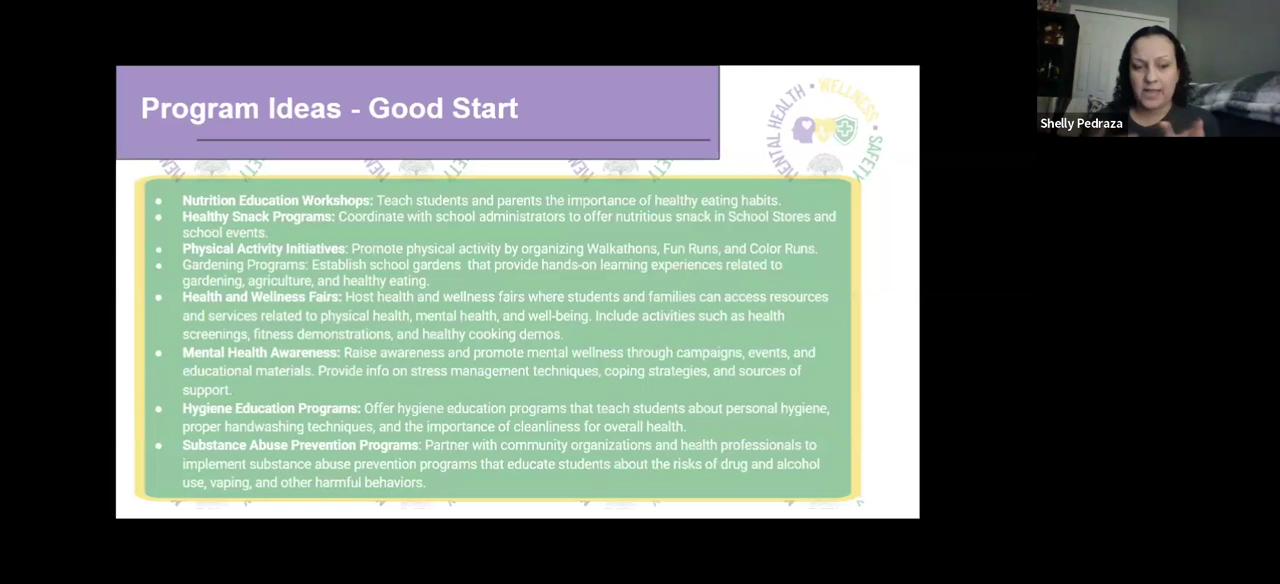 Program Ideas - Good Start
MENTAL HEALTH • WELLNESS • SAFETY
• Nutrition Education Workshops: Teach students and parents the importance of healthy eating habits.
• Healthy Snack Programs: Coordinate with school administrators to offer nutritious snack in School Stores and
school events.
• Physical Activity Initiatives: Promote physical activity by organizing Walkathons, Fun Runs, and Color Runs.
• Gardening Programs: Establish school gardens that provide hands-on learning experiences related to
gardening, agriculture, and healthy eating.
• Health and Wellness Fairs: Host health and wellness fairs where students and families can access resources
and services related to physical health, mental health, and well-being. Include activities such as health
screenings, fitness demonstrations, and healthy cooking demos.
• Mental Health Awareness: Raise awareness and promote mental wellness through campaigns, events, and
educational materials. Provide info on stress management techniques, coping strategies, and sources of
support.
• Hygiene Education Programs: Offer hygiene education programs that teach students about personal hygiene,
proper handwashing techniques, and the importance of cleanliness for overall health.
• Substance Abuse Prevention Programs: Partner with community organizations and health professionals to
implement substance abuse prevention programs that educate students about the risks of drug and alcohol
use, vaping, and other harmful behaviors.
Shelly Pedraza